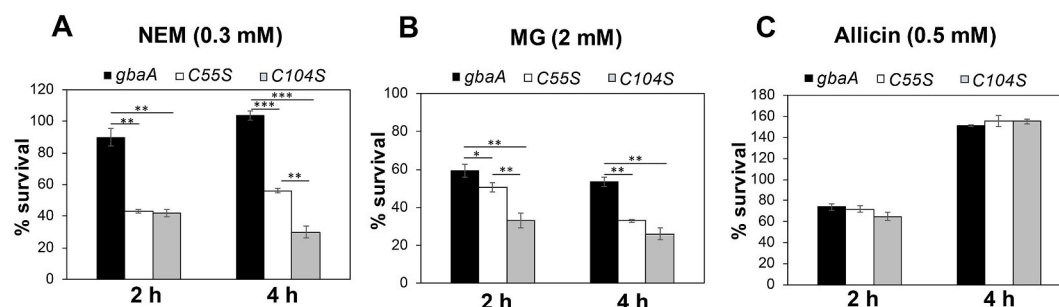 A
NEM (0.3 mM)
gbaA C55S C104S
% survival
120
100
80
60
40
20
0
**
**
***
***
**
2 h
4 h
B
MG (2 mM)
gbaA C55S C104S
% survival
100
80
60
40
20
0
**
*
**
**
**
2 h
4 h
C
Allicin (0.5 mM)
gbaA C55S C104S
% survival
180
160
140
120
100
80
60
40
20
0
2 h
4 h